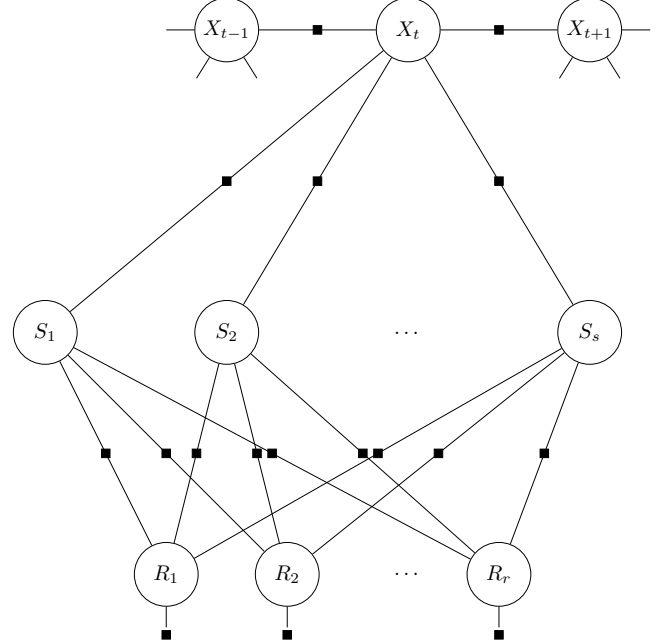 X_{t−1} X_t X_{t+1}
S_1 S_2 ... S_s
R_1 R_2 ... R_r